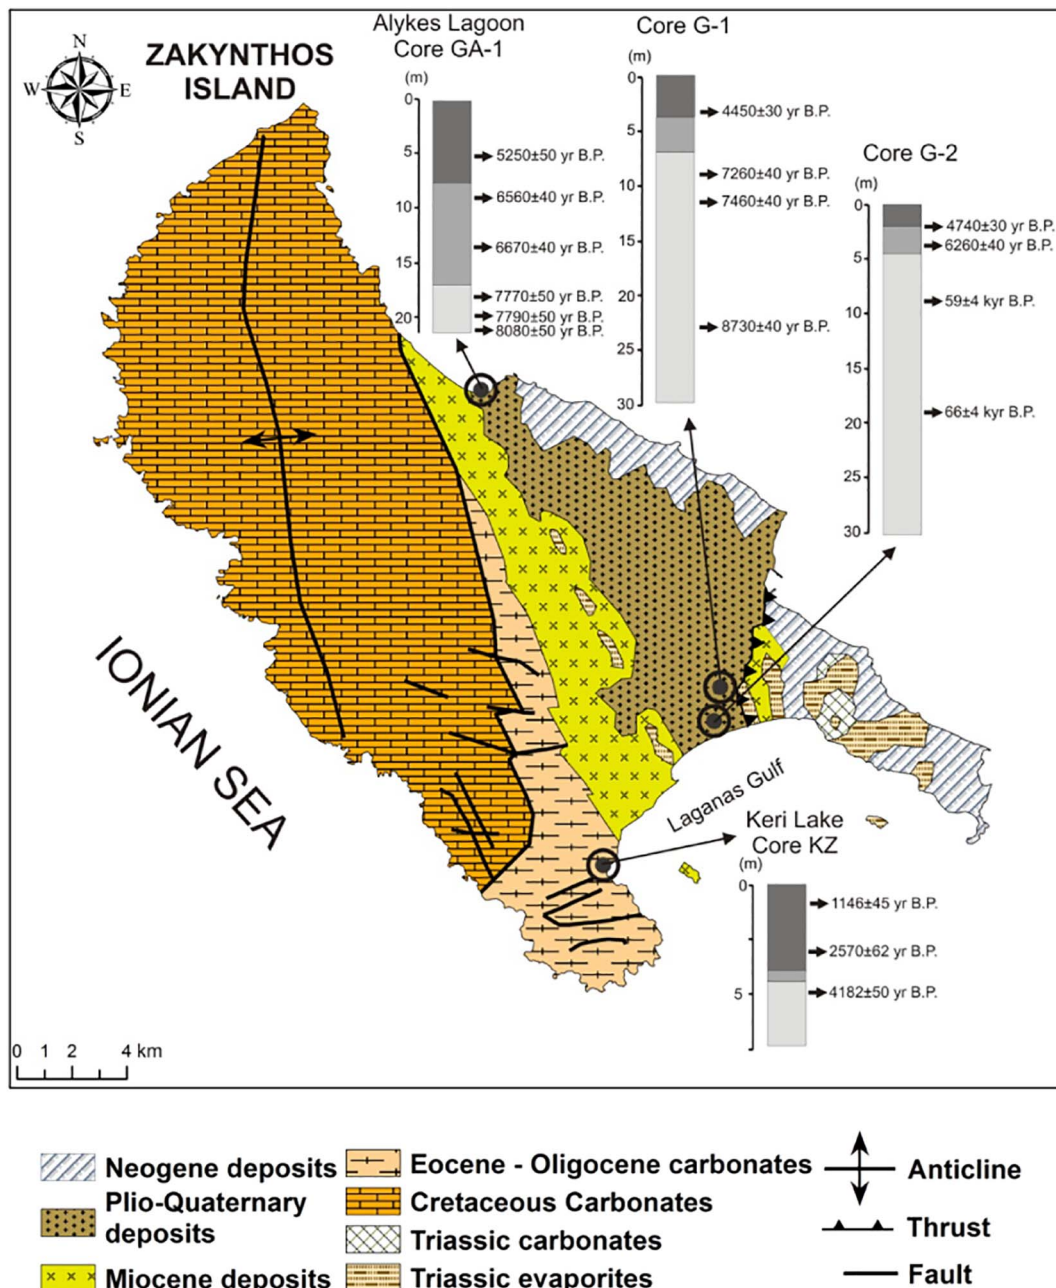 ZAKYNTHOS
ISLAND
N
W
E
S
Alykes Lagoon
Core GA-1
(m)
0
5
10
15
20
5250±50 yr B.P.
6560±40 yr B.P.
6670±40 yr B.P.
7770±50 yr B.P.
7790±50 yr B.P.
8080±50 yr B.P.
Core G-1
(m)
0
5
10
15
20
25
30
4450±30 yr B.P.
7260±40 yr B.P.
7460±40 yr B.P.
8730±40 yr B.P.
Core G-2
(m)
0
5
10
15
20
25
30
4740±30 yr B.P.
6260±40 yr B.P.
59±4 kyr B.P.
66±4 kyr B.P.
IONIAN SEA
Laganas Gulf
Keri Lake
Core KZ
(m)
0
5
1146±45 yr B.P.
2570±62 yr B.P.
4182±50 yr B.P.
0 1 2 4 km
Neogene deposits
Plio-Quaternary
deposits
Miocene deposits
Eocene - Oligocene carbonates
Cretaceous Carbonates
Triassic carbonates
Triassic evaporites
Anticline
Thrust
Fault